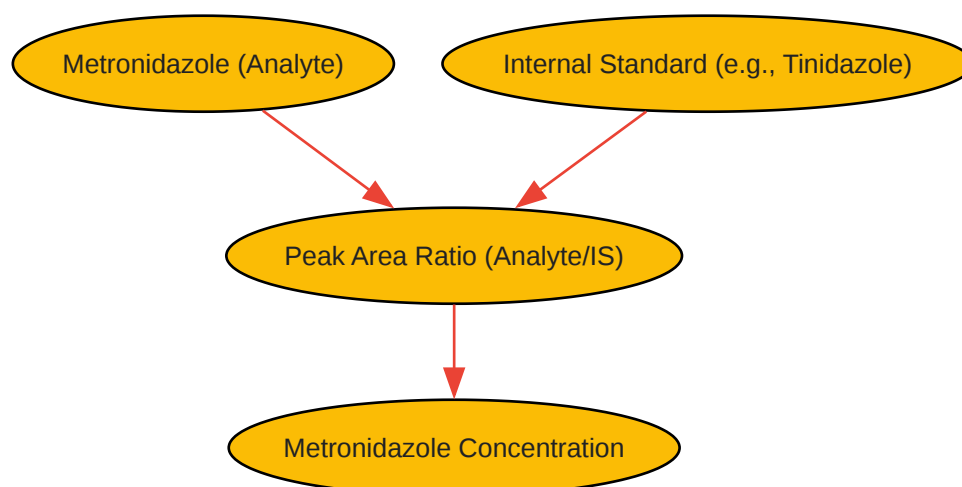 Metronidazole (Analyte)
Internal Standard (e.g., Tinidazole)
Peak Area Ratio (Analyte/IS)
Metronidazole Concentration